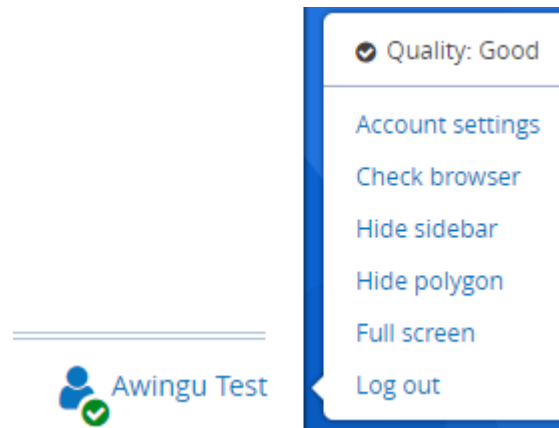 Quality: Good
Account settings
Check browser
Hide sidebar
Hide polygon
Full screen
Awingu Test
Log out